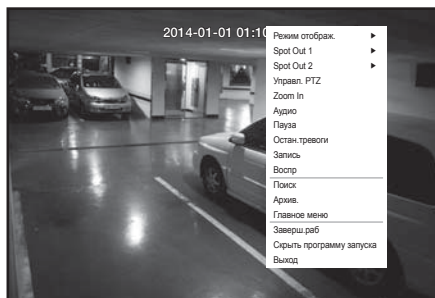 2014-01-01 01:10
Режим отображ.
Spot Out 1
Spot Out 2
Управл. PTZ
Zoom In
Аудио
Пауза
Остан.тревоги
Запись
Воспр
Поиск
Архив.
Главное меню
Заверш.раб
Скрыть программу запуска
Выход